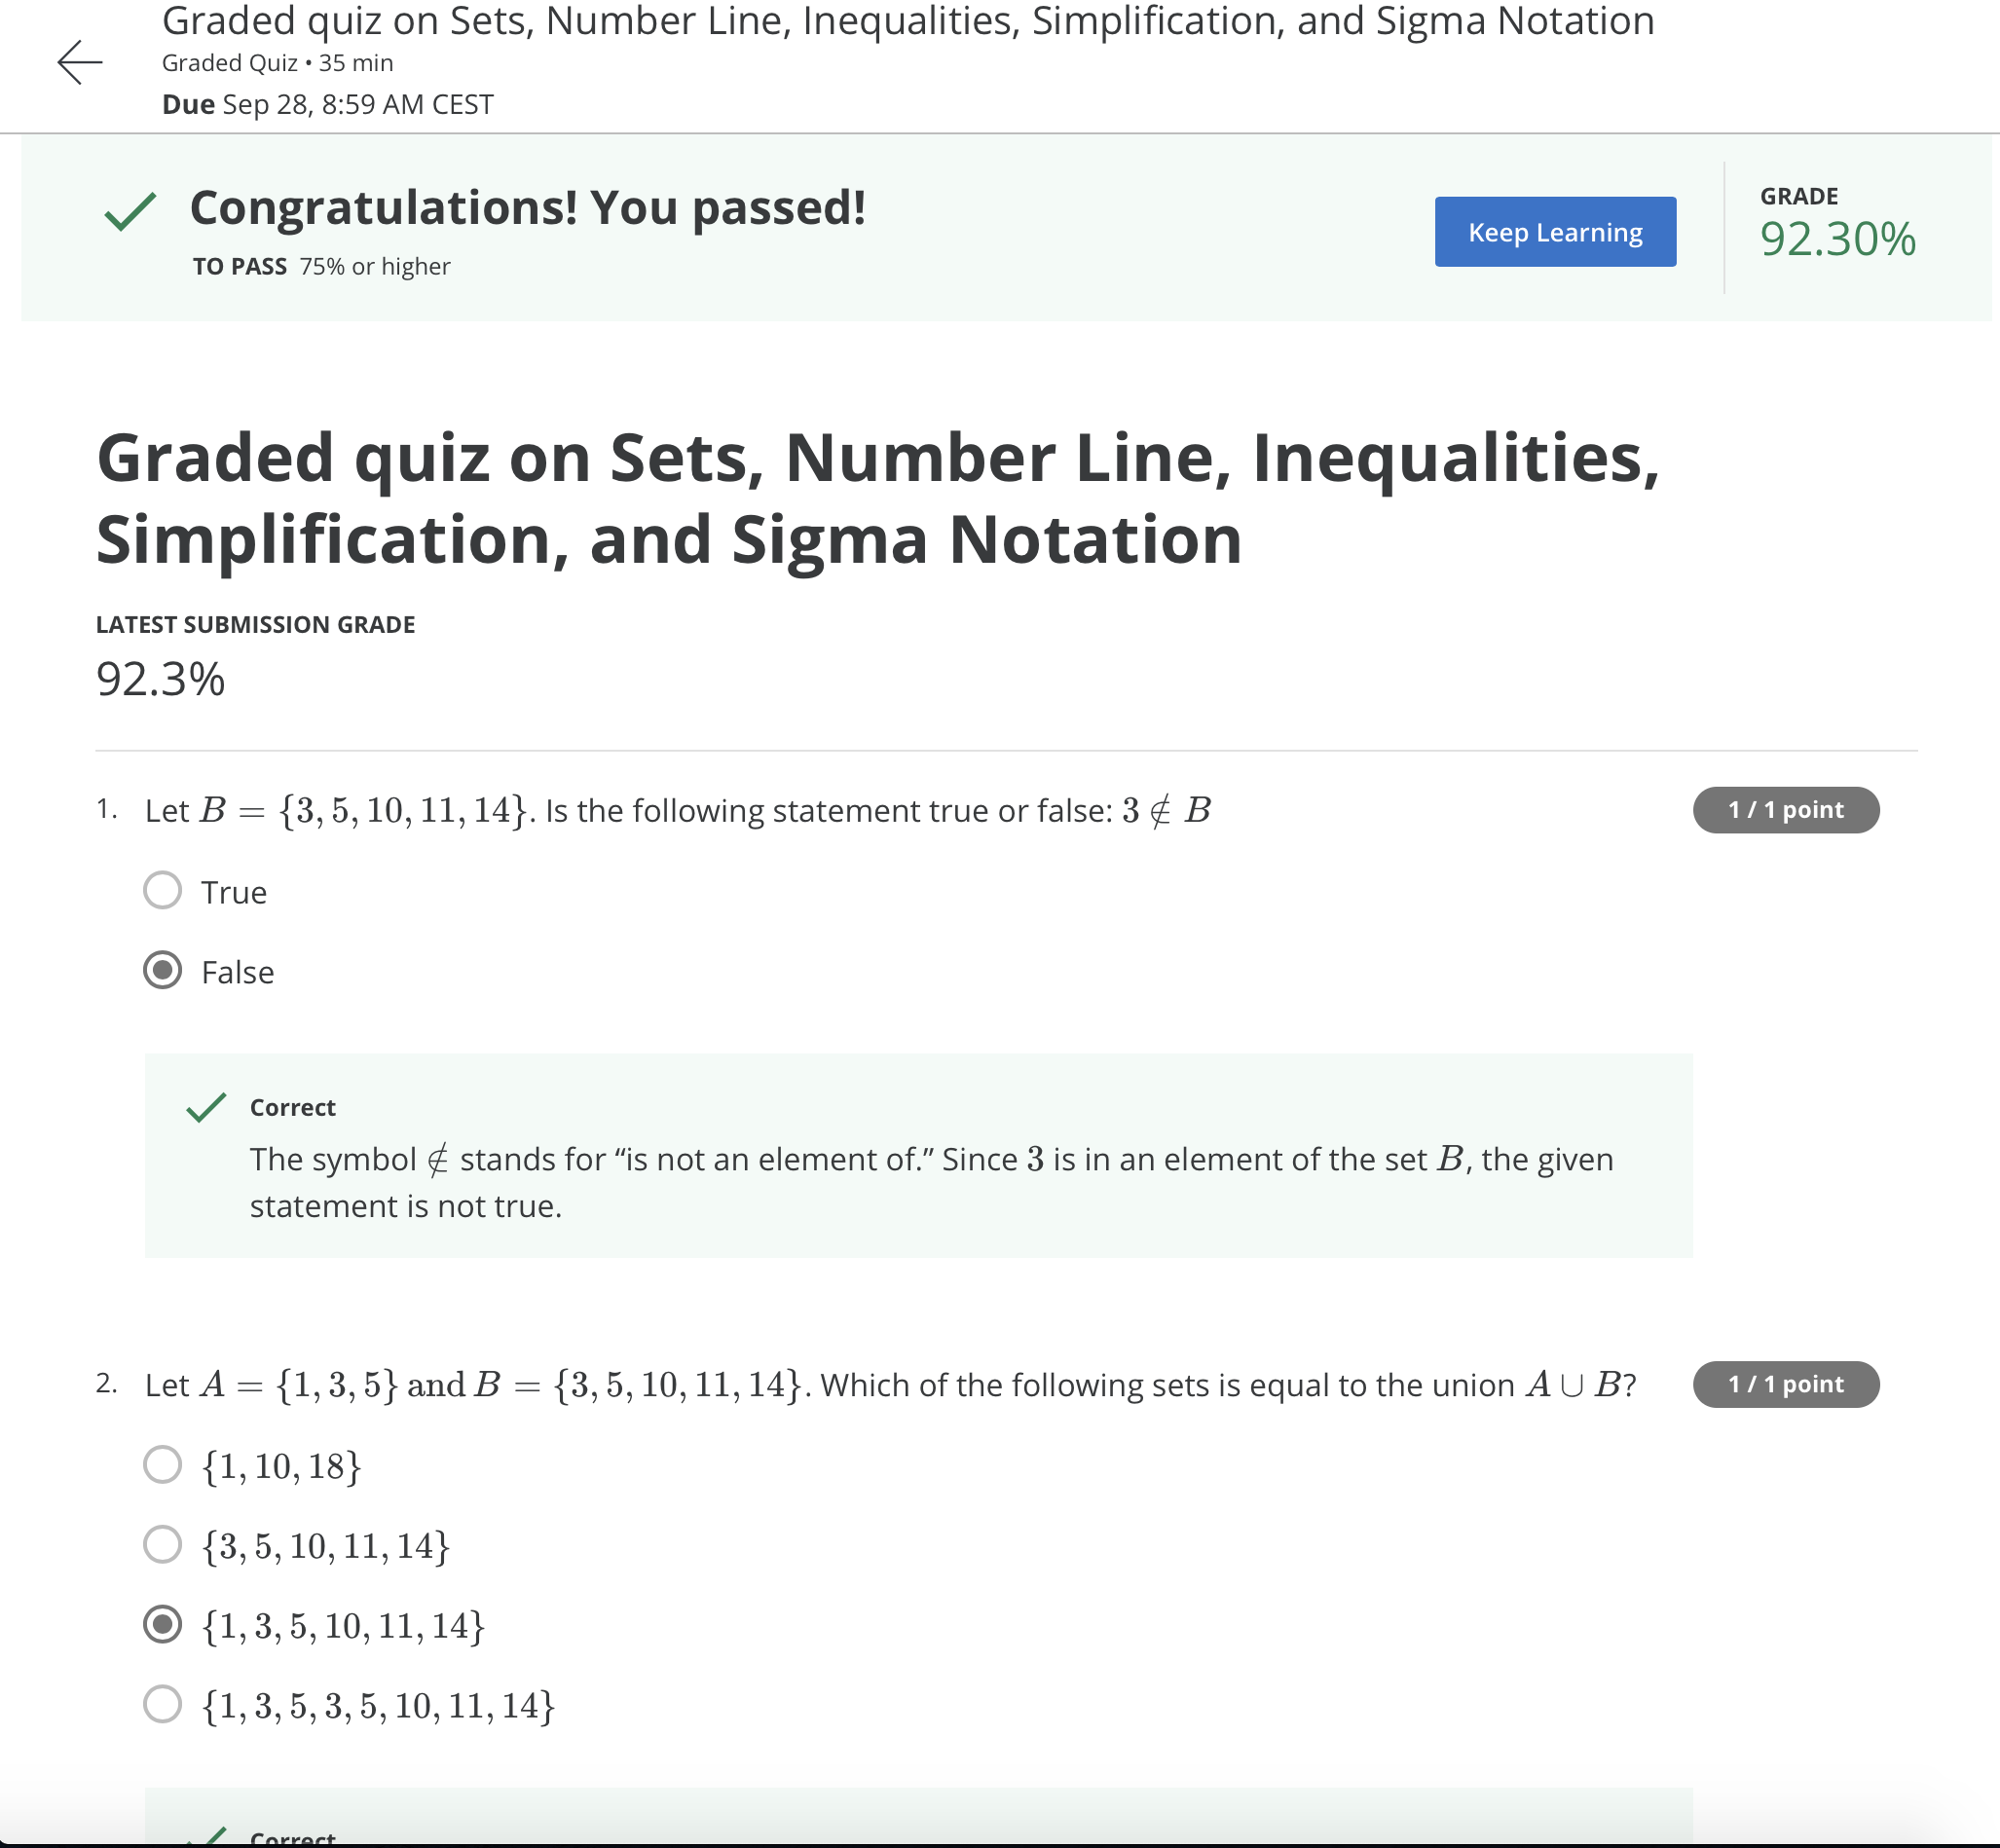 Graded quiz on Sets, Number Line, Inequalities, Simplification, and Sigma Notation
Graded Quiz • 35 min
Due Sep 28, 8:59 AM CEST
Congratulations! You passed!
TO PASS 75% or higher
Keep Learning
GRADE
92.30%
Graded quiz on Sets, Number Line, Inequalities,
Simplification, and Sigma Notation
LATEST SUBMISSION GRADE
92.3%
1. Let B = {3, 5, 10, 11, 14}. Is the following statement true or false: 3 ∉ B
1 / 1 point
True
False
Correct
The symbol ∉ stands for “is not an element of.” Since 3 is in an element of the set B, the given
statement is not true.
2. Let A = {1, 3, 5} and B = {3, 5, 10, 11, 14}. Which of the following sets is equal to the union A ∪ B?
1 / 1 point
{1, 10, 18}
{3, 5, 10, 11, 14}
{1, 3, 5, 10, 11, 14}
{1, 3, 5, 3, 5, 10, 11, 14}
Correct